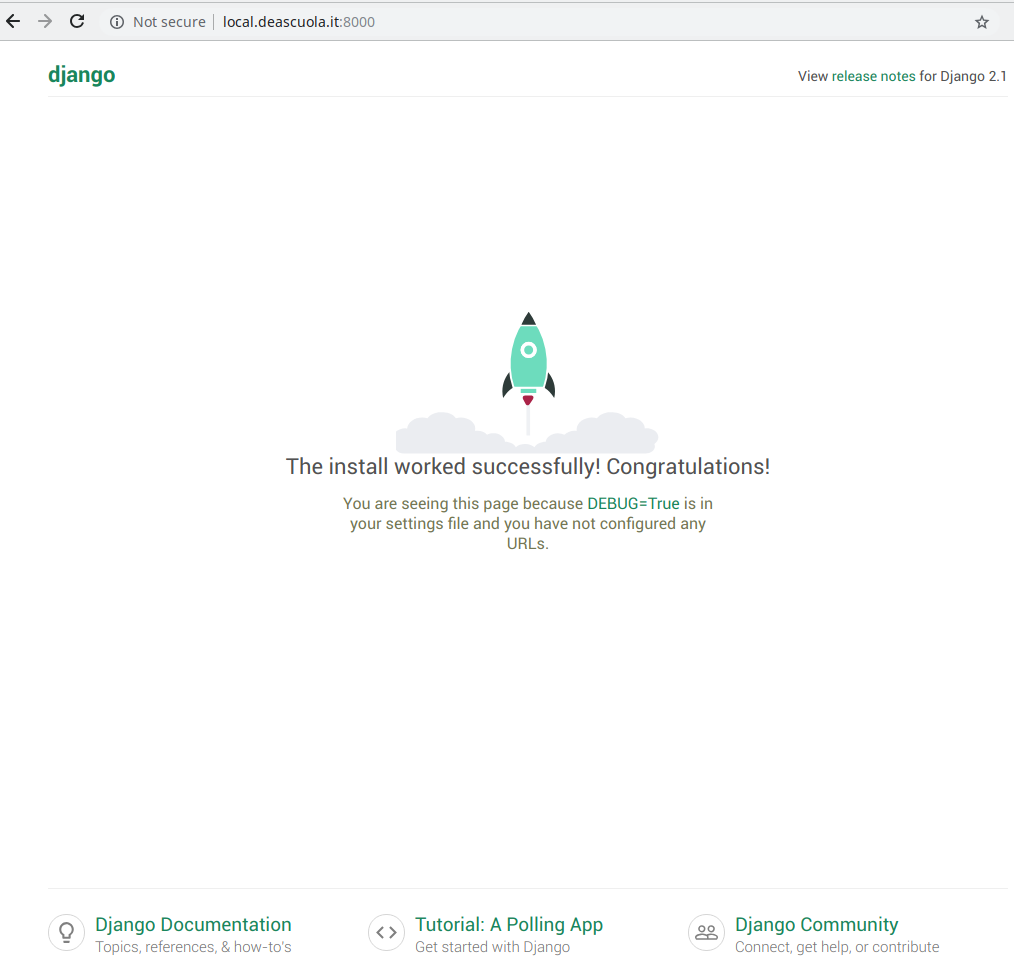 Not secure | local.deascuola.it:8000
django
View release notes for Django 2.1
The install worked successfully! Congratulations!
You are seeing this page because DEBUG=True is in
your settings file and you have not configured any
URLs.
Django Documentation
Topics, references, & how-to's
Tutorial: A Polling App
Get started with Django
Django Community
Connect, get help, or contribute